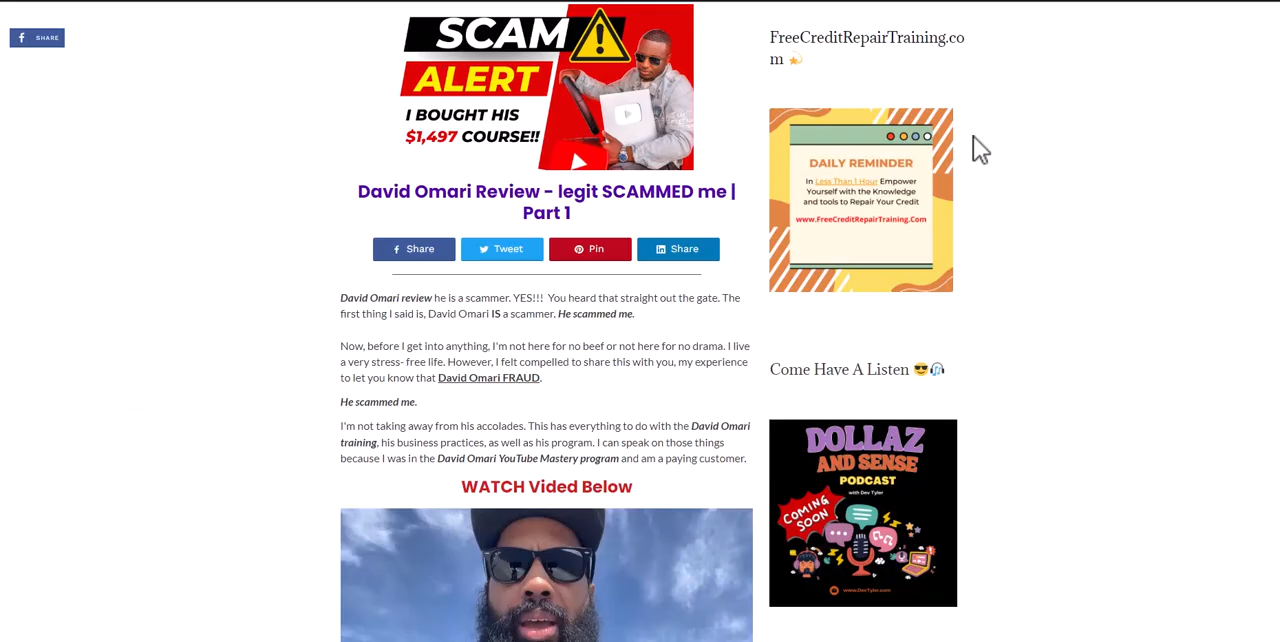 SHARE
SCAM
ALERT
I BOUGHT HIS
$1,497 COURSE!!
David Omari Review - legit SCAMMED me |
Part 1
Share
Tweet
Pin
Share
David Omari review he is a scammer. YES!!! You heard that straight out the gate. The
first thing I said is, David Omari IS a scammer. He scammed me.
Now, before I get into anything, I'm not here for no beef or not here for no drama. I live
a very stress- free life. However, I felt compelled to share this with you, my experience
to let you know that David Omari FRAUD.
He scammed me.
I'm not taking away from his accolades. This has everything to do with the David Omari
training, his business practices, as well as his program. I can speak on those things
because I was in the David Omari YouTube Mastery program and am a paying customer.
WATCH Vided Below
FreeCreditRepairTraining.co
m
DAILY REMINDER
In Less Than 1 Hour Empower
Yourself with the Knowledge
and tools to Repair Your Credit
www.FreeCreditRepairTraining.Com
Come Have A Listen
DOLLAZ
AND SENSE
PODCAST
with Dev Tyler
COMING
SOON
www.DevTyler.com